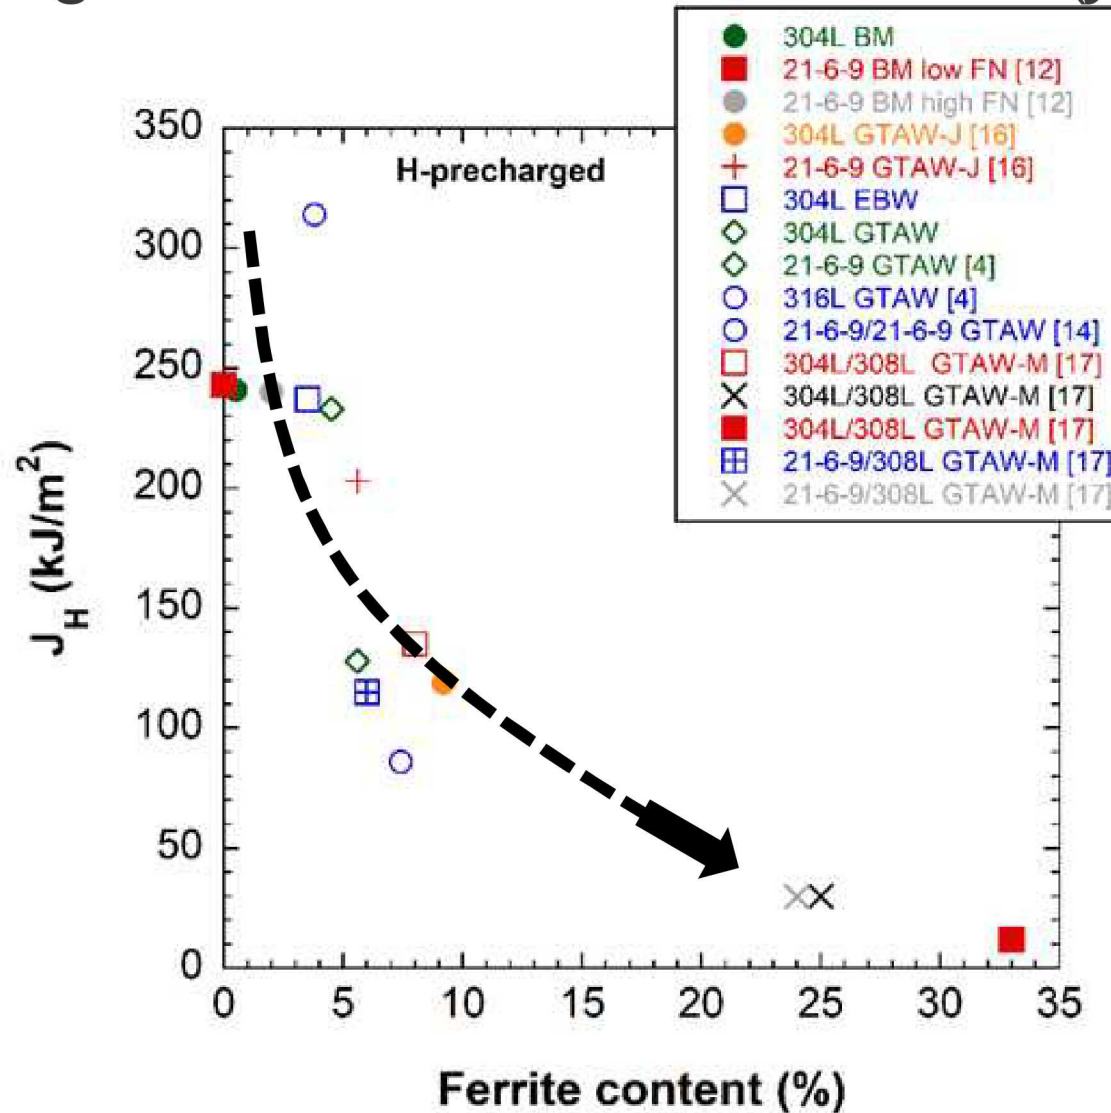 304L BM
21-6-9 BM low FN [12]
21-6-9 BM high FN [12]
304L GTAW-J [16]
21-6-9 GTAW-J [16]
304L EBW
304L GTAW
21-6-9 GTAW [4]
316L GTAW [4]
21-6-9/21-6-9 GTAW [14]
304L/308L GTAW-M [17]
304L/308L GTAW-M [17]
304L/308L GTAW-M [17]
21-6-9/308L GTAW-M [17]
21-6-9/308L GTAW-M [17]
H-precharged
350
300
250
200
150
100
50
0
J_H (kJ/m²)
0 5 10 15 20 25 30 35
Ferrite content (%)